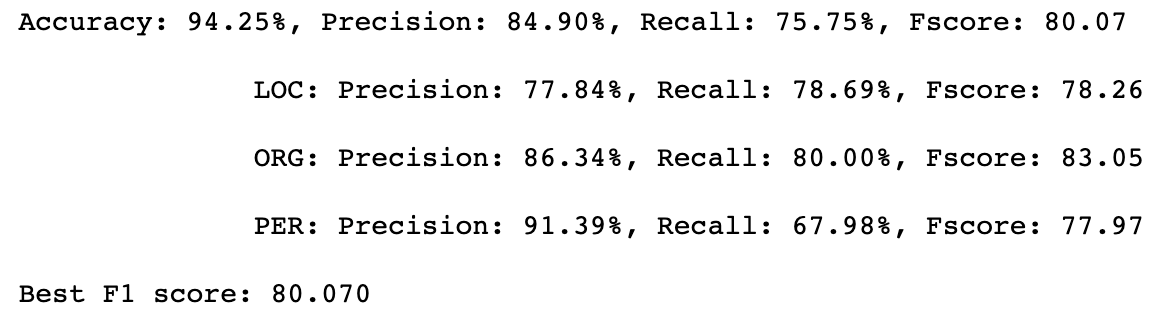 Accuracy: 94.25%, Precision: 84.90%, Recall: 75.75%, Fscore: 80.07
LOC: Precision: 77.84%, Recall: 78.69%, Fscore: 78.26
ORG: Precision: 86.34%, Recall: 80.00%, Fscore: 83.05
PER: Precision: 91.39%, Recall: 67.98%, Fscore: 77.97
Best F1 score: 80.070